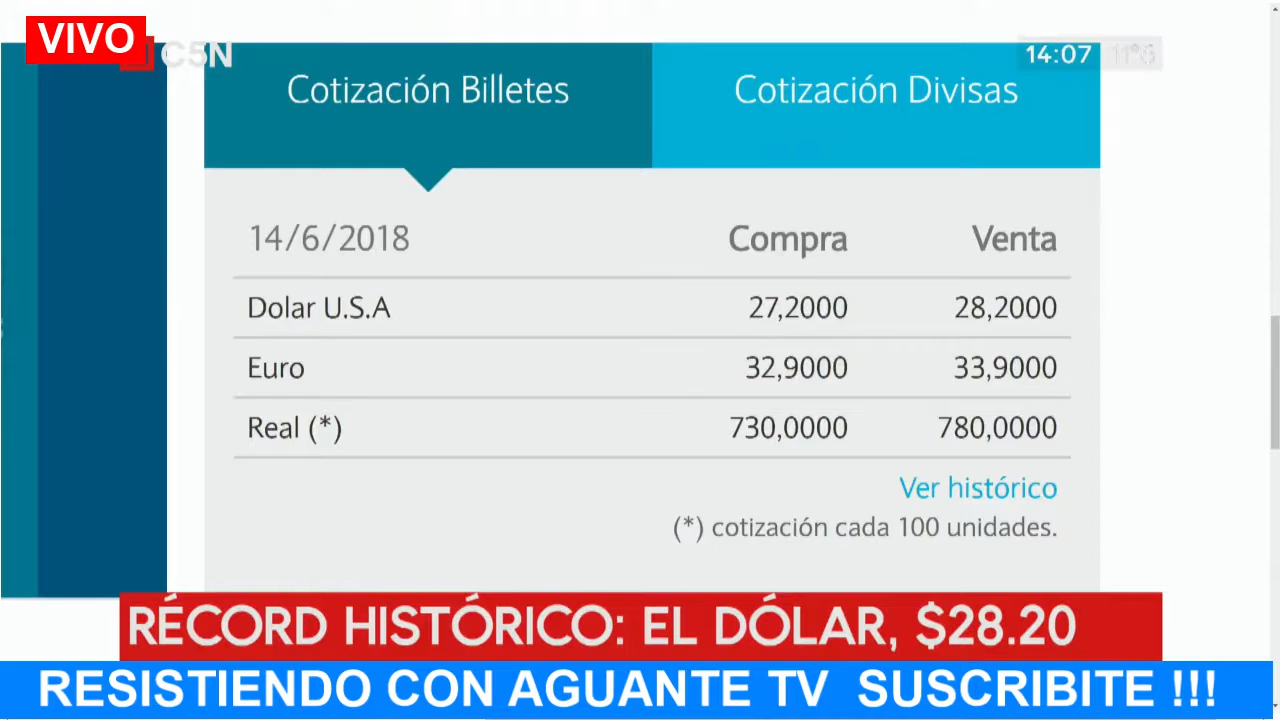 VIVO
C5N
14:07 11°6
Cotización Billetes Cotización Divisas
14/6/2018 Compra Venta
Dolar U.S.A 27,2000 28,2000
Euro 32,9000 33,9000
Real (*) 730,0000 780,0000
Ver histórico
(*) cotización cada 100 unidades.
RÉCORD HISTÓRICO: EL DÓLAR, $28.20
RESISTIENDO CON AGUANTE TV SUSCRIBITE !!!